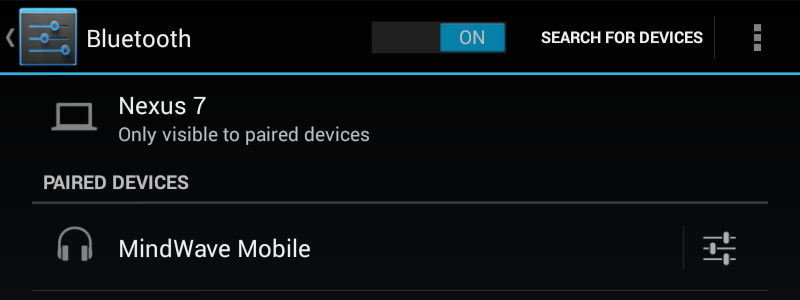 Bluetooth ON SEARCH FOR DEVICES
Nexus 7
Only visible to paired devices
PAIRED DEVICES
MindWave Mobile